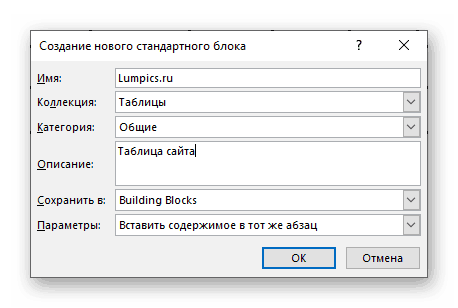 Создание нового стандартного блока ?
Имя: Lumpics.ru
Коллекция: Таблицы
Категория: Общие
Описание: Таблица сайта
Сохранить в: Building Blocks
Параметры: Вставить содержимое в тот же абзац
ОК Отмена